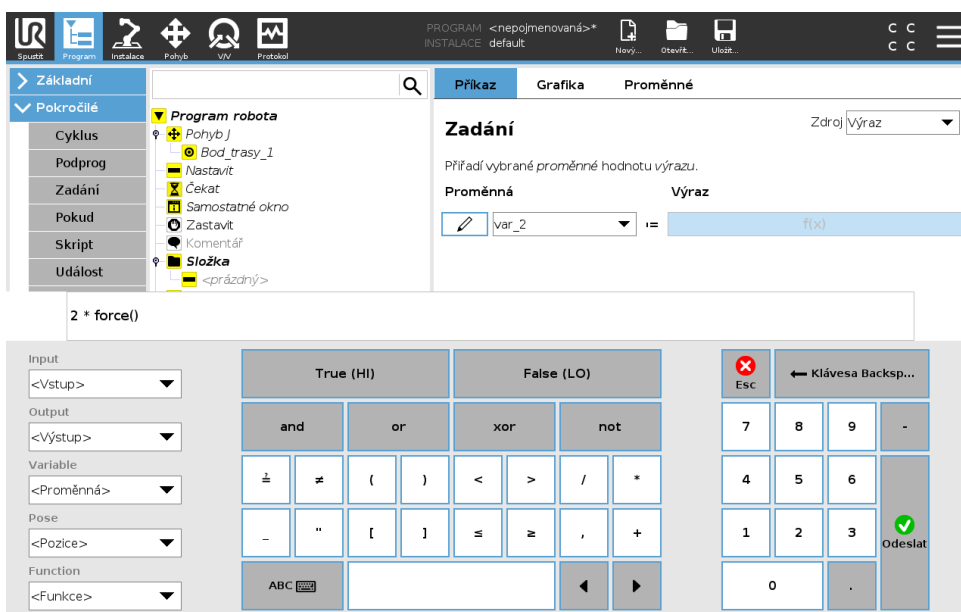 UR
PROGRAM <nepojmenovaná>*
INSTALACE default
Spustit Program Instalace Pohyb V/V Protokol Nový... Otevřít... Uložit...
C C
C C
Základní
Pokročilé
Cyklus
Podprog
Zadání
Pokud
Skript
Událost
Program robota
Pohyb J
Bod_trasy_1
Nastavit
Čekat
Samostatné okno
Zastavit
Komentář
Složka
<prázdný>
Příkaz Grafika Proměnné
Zadání
Zdroj Výraz
Přiřadí vybrané proměnné hodnotu výrazu.
Proměnná Výraz
var_2 := f(x)
2 * force()
Input
<Vstup>
Output
<Výstup>
Variable
<Proměnná>
Pose
<Pozice>
Function
<Funkce>
True (HI) False (LO)
and or xor not
≟ ≠ ( ) < > / *
_ " [ ] ≤ ≥ , +
ABC
Esc Klávesa Backsp...
7 8 9 -
4 5 6
1 2 3 Odeslat
0 .